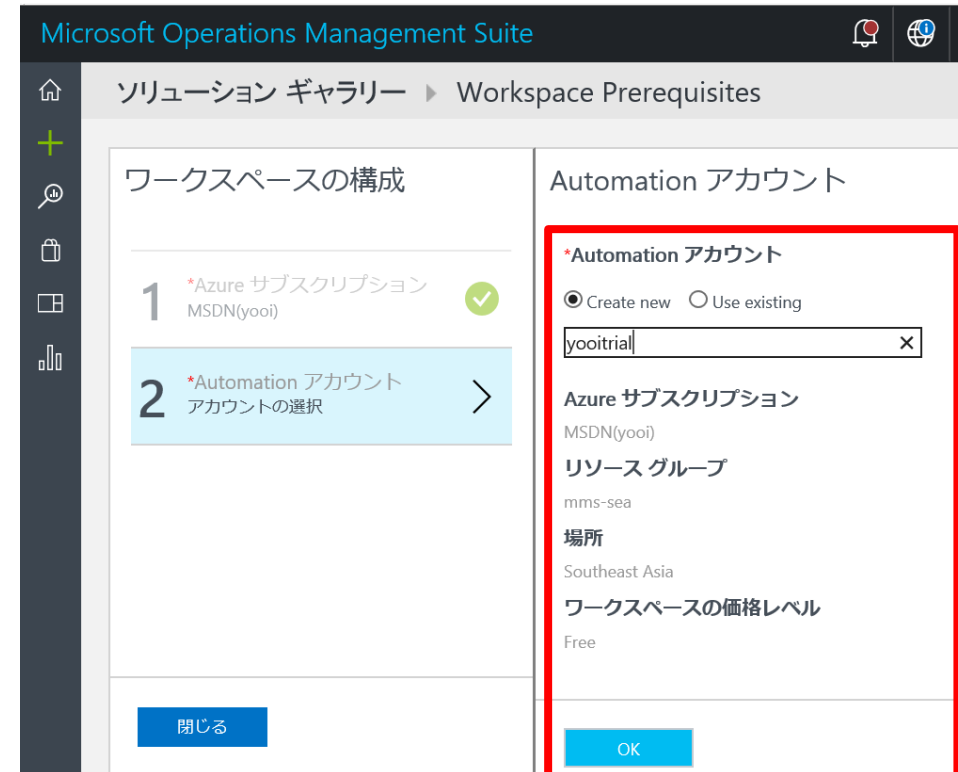 Microsoft Operations Management Suite
ソリューション ギャラリー ▶ Workspace Prerequisites
ワークスペースの構成
1
*Azure サブスクリプション
MSDN(yooi)
2
*Automation アカウント
アカウントの選択
閉じる
Automation アカウント
*Automation アカウント
Create new Use existing
yooitrial
Azure サブスクリプション
MSDN(yooi)
リソース グループ
mms-sea
場所
Southeast Asia
ワークスペースの価格レベル
Free
OK